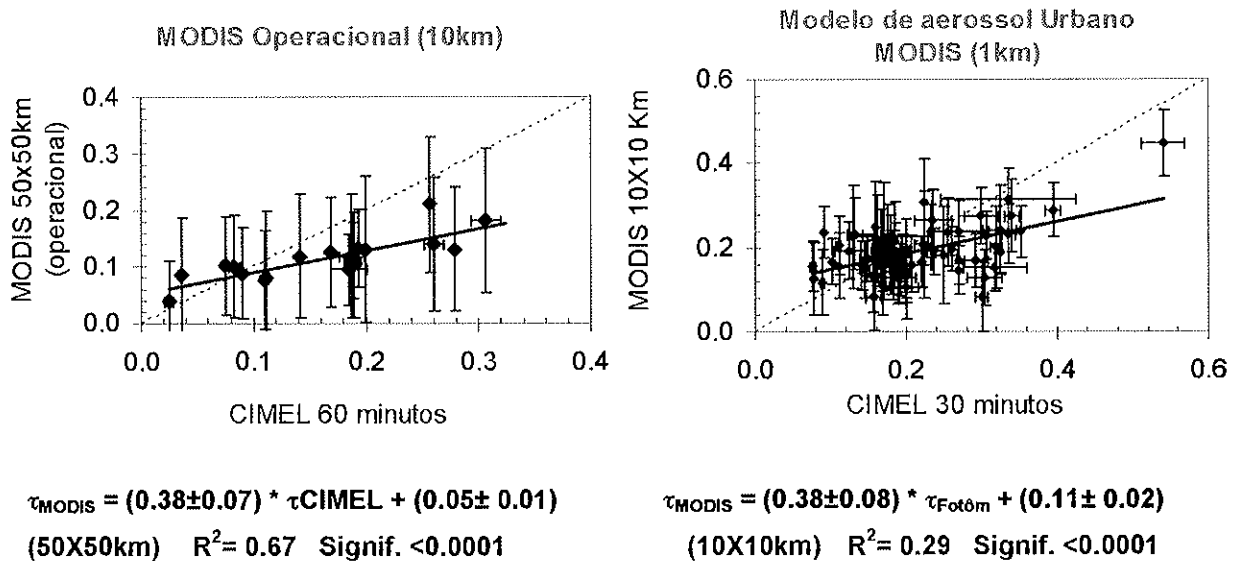 MODIS Operacional (10km)
MODIS 50x50km
(operacional)
0.4
0.3
0.2
0.1
0.0
0.0 0.1 0.2 0.3 0.4
CIMEL 60 minutos
τMODIS = (0.38±0.07) * τCIMEL + (0.05± 0.01)
(50X50km) R²= 0.67 Signif. <0.0001
Modelo de aerossol Urbano
MODIS (1km)
MODIS 10X10 Km
0.6
0.4
0.2
0.0
0.0 0.2 0.4 0.6
CIMEL 30 minutos
τMODIS = (0.38±0.08) * τFotôm + (0.11± 0.02)
(10X10km) R²= 0.29 Signif. <0.0001